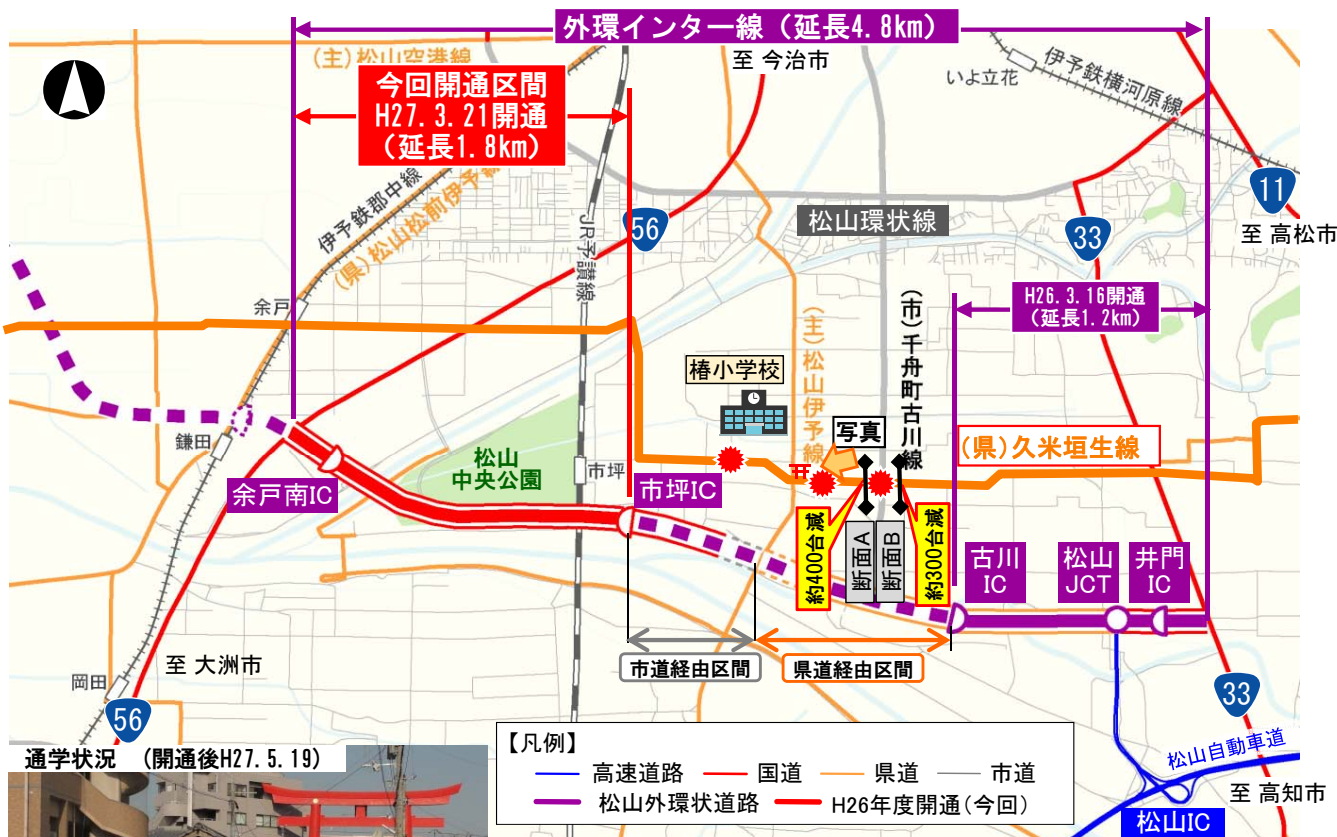 外環インター線（延長4.8km）
(主)松山空港線
至 今治市
いよ立花
伊予鉄横河原線
今回開通区間
H27.3.21開通
（延長1.8km）
11
至 高松市
伊予鉄郡中線
(県)松山松前伊予線
JR予讃線
56
松山環状線
33
余戸
H26.3.16開通
（延長1.2km）
(主)松山伊予線
(市)千舟町古川線
椿小学校
写真
(県)久米垣生線
鎌田
松山
中央公園
市坪
余戸南IC
市坪IC
約400台減
断面A
断面B
約300台減
古川
IC
松山
JCT
井門
IC
市道経由区間
県道経由区間
至 大洲市
岡田
56
33
通学状況 （開通後H27.5.19）
【凡例】
高速道路
国道
県道
市道
松山外環状道路
H26年度開通(今回)
松山自動車道
至 高知市
松山IC